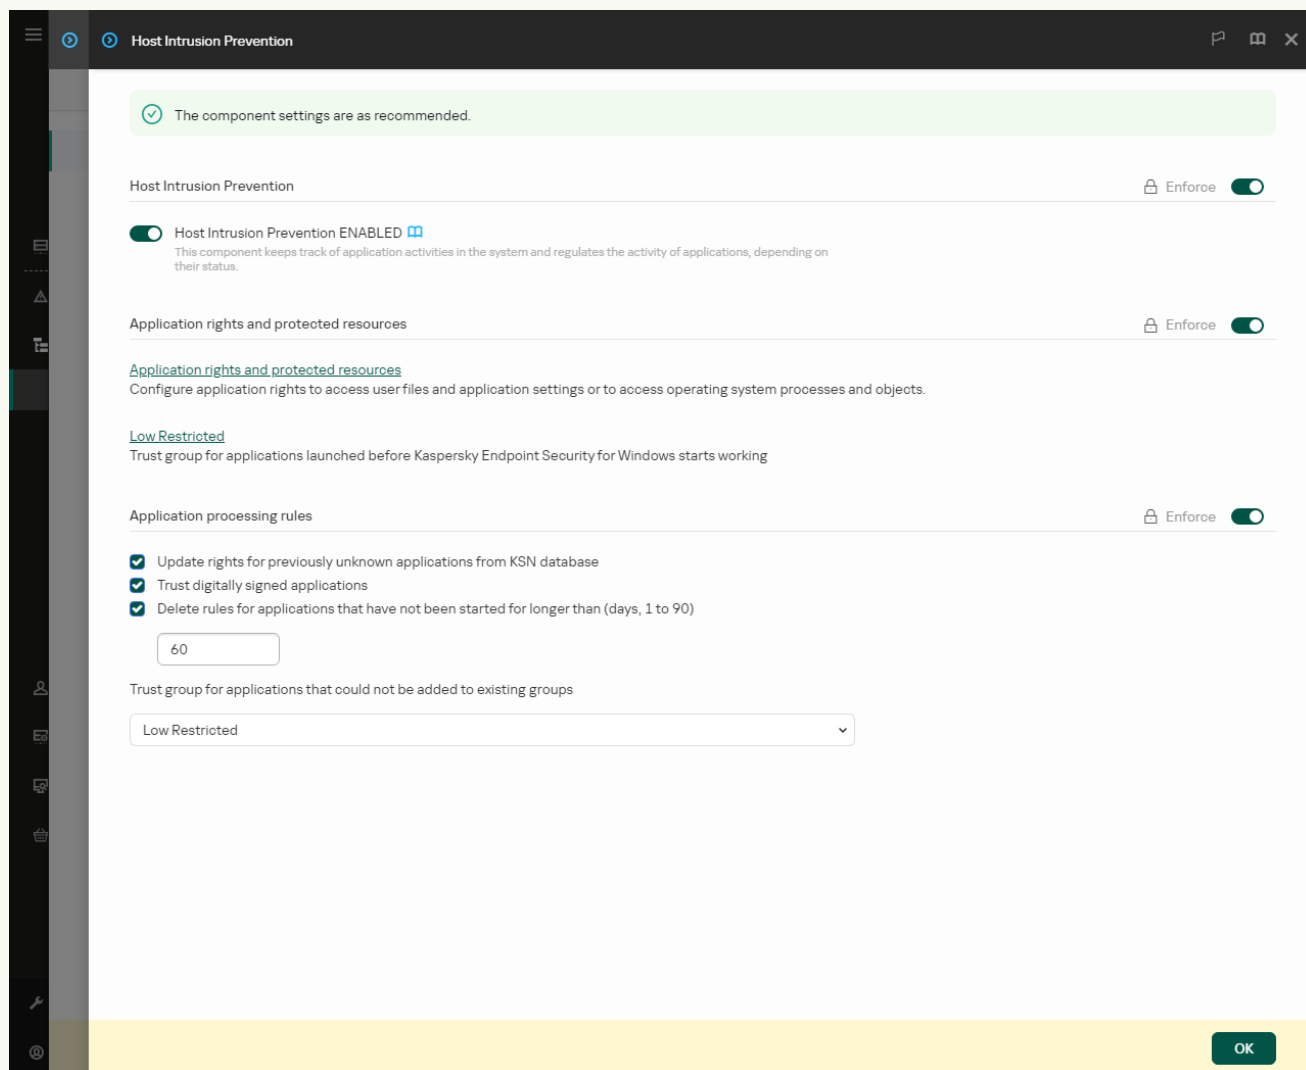 Host Intrusion Prevention
The component settings are as recommended.
Host Intrusion Prevention
Enforce
Host Intrusion Prevention ENABLED
This component keeps track of application activities in the system and regulates the activity of applications, depending on
their status.
Application rights and protected resources
Enforce
Application rights and protected resources
Configure application rights to access user files and application settings or to access operating system processes and objects.
Low Restricted
Trust group for applications launched before Kaspersky Endpoint Security for Windows starts working
Application processing rules
Enforce
Update rights for previously unknown applications from KSN database
Trust digitally signed applications
Delete rules for applications that have not been started for longer than (days, 1 to 90)
60
Trust group for applications that could not be added to existing groups
Low Restricted
OK